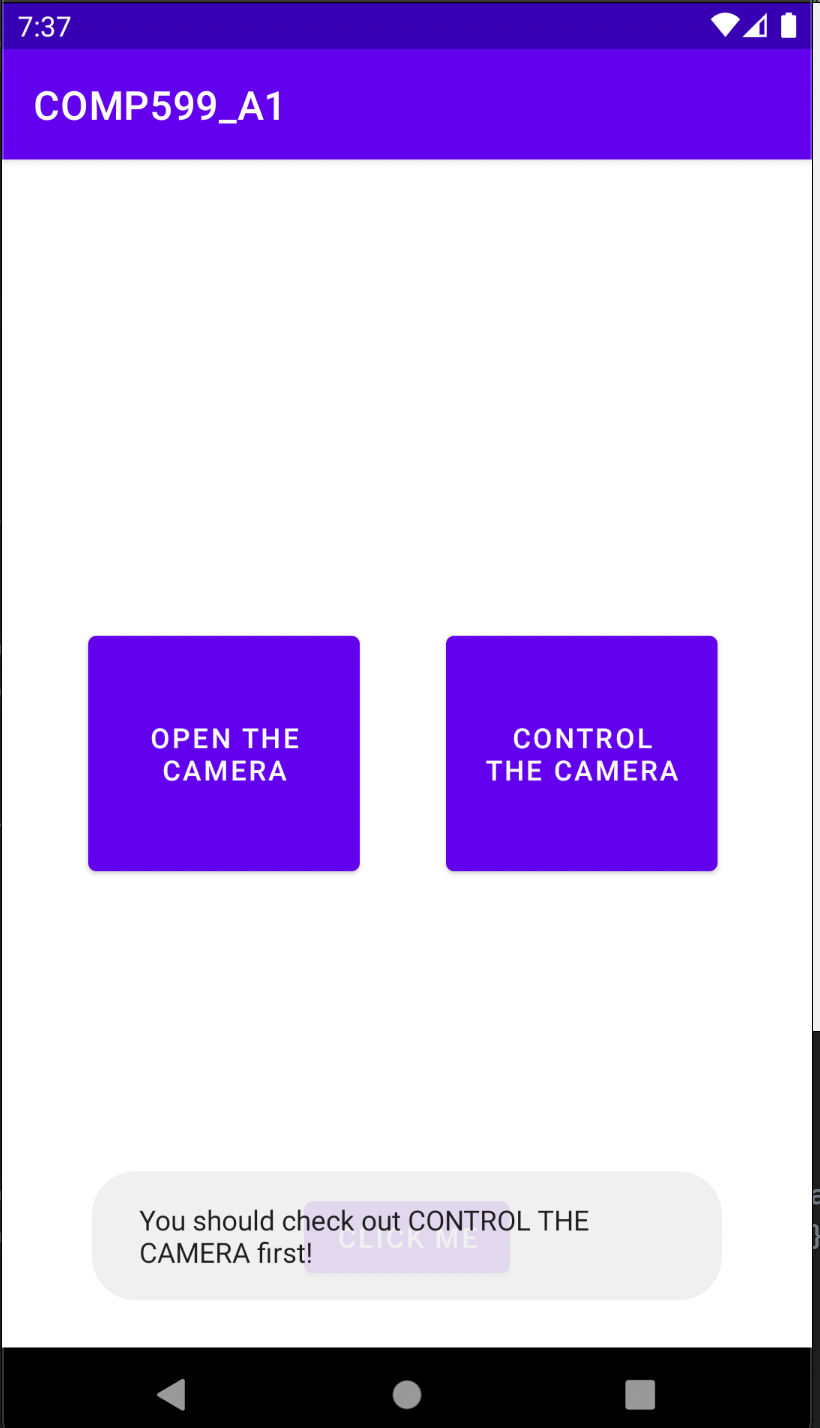 7:37
COMP599_A1
OPEN THE
CAMERA
CONTROL
THE CAMERA
You should check out CONTROL THE
CAMERA first!
CLICK ME